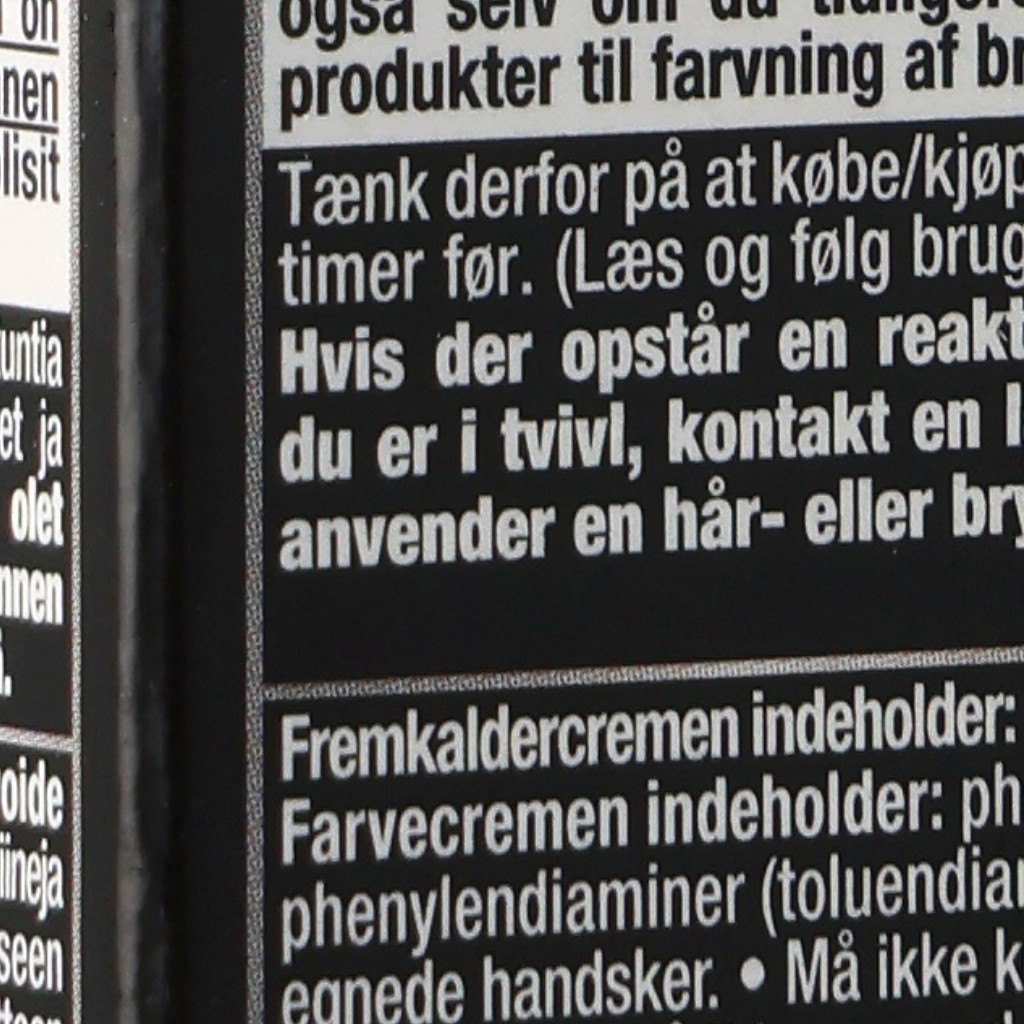 on
nen
lisit
untia
et ja
olet
nnen
oide
iineja
seen
også selv om du tidligere
produkter til farvning af br
Tænk derfor på at købe/kjøp
timer før. (Læs og følg brug
Hvis der opstår en reakt
du er i tvivl, kontakt en l
anvender en hår- eller bry
Fremkaldercremen indeholder:
Farvecremen indeholder: ph
phenylendiaminer (toluendiar
egnede handsker. • Må ikke k